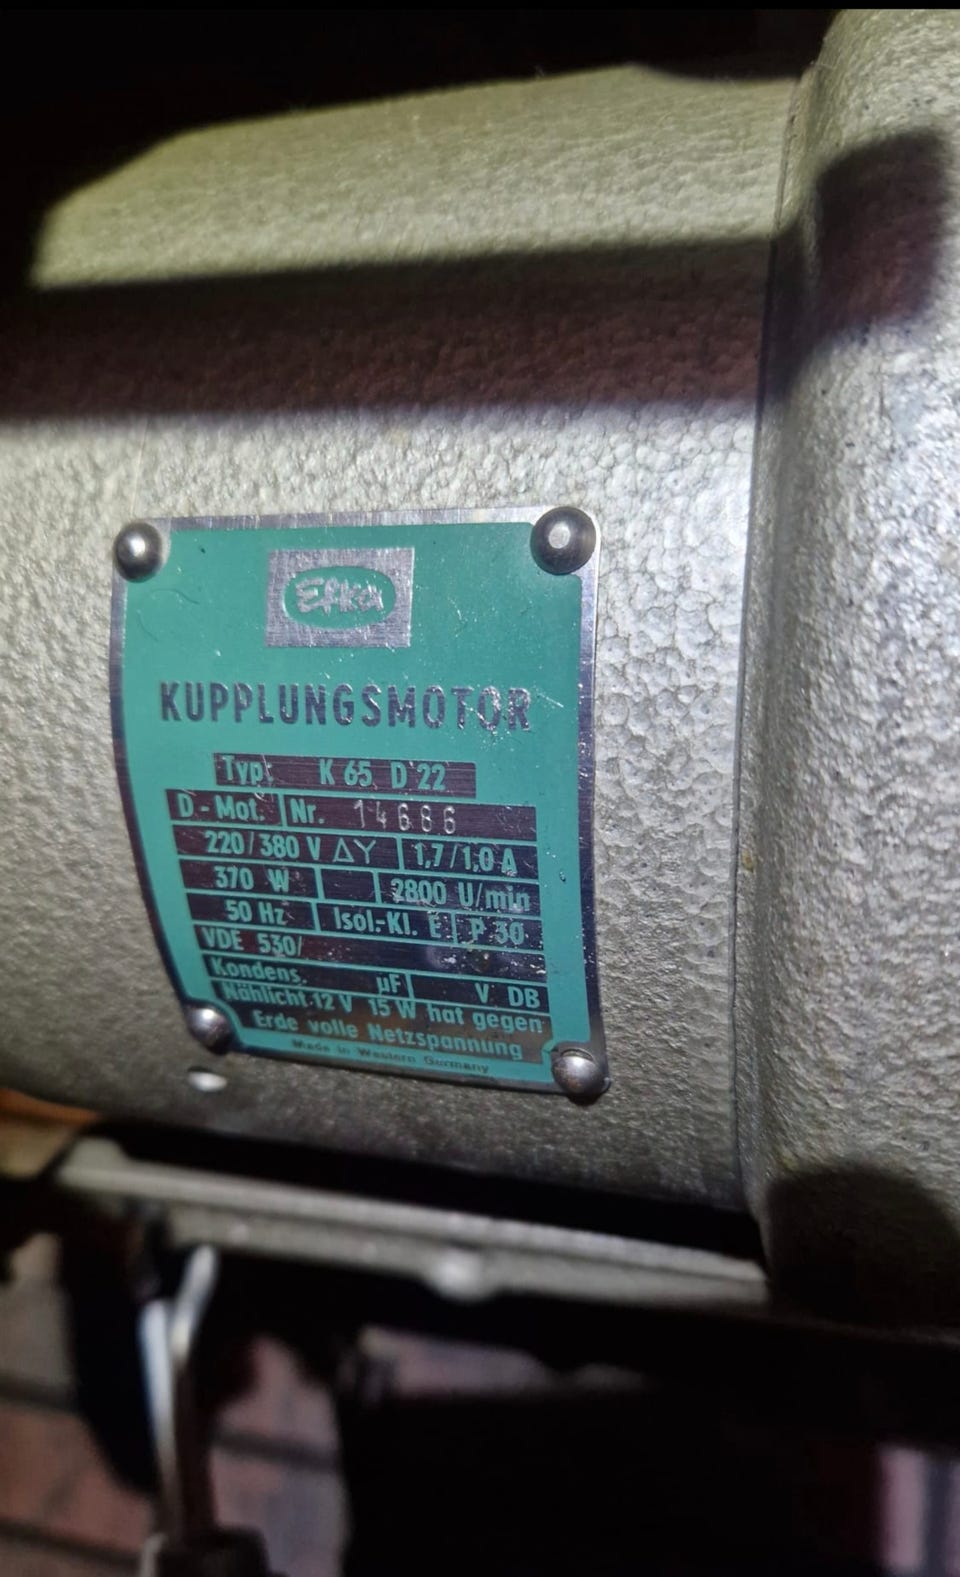 Efka
KUPPLUNGSMOTOR
Typ: K 65 D 22
D.-Mot. Nr. 14686
220/380 V △Y 1,7/1,0 A
370 W 2800 U/min
50 Hz Isol.-Kl. E P 30
VDE 530/
Kondens. µF V DB
Nählicht 12 V 15 W hat gegen
Erde volle Netzspannung
Made in Western Germany